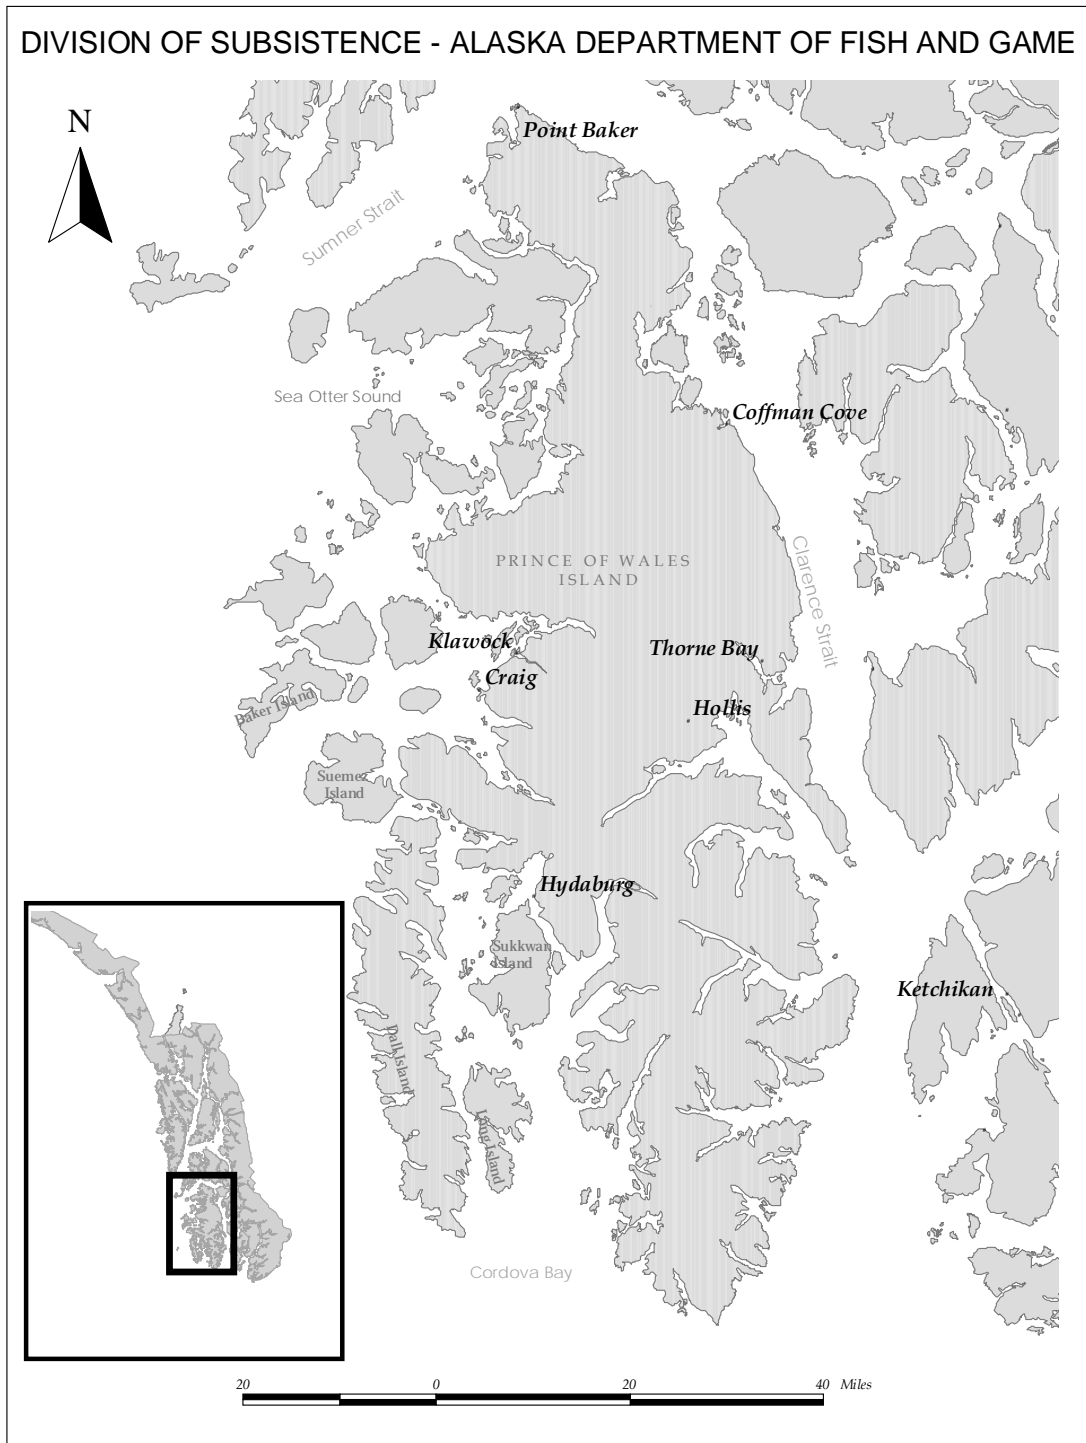 DIVISION OF SUBSISTENCE - ALASKA DEPARTMENT OF FISH AND GAME
N
Point Baker
Sumner Strait
Sea Otter Sound
Coffman Cove
PRINCE OF WALES
ISLAND
Clarence Strait
Klawock
Thorne Bay
Craig
Baker Island
Hollis
Suemez
Island
Hydaburg
Sukkwan
Island
Ketchikan
Dall Island
Long Island
Cordova Bay
20 0 20 40 Miles